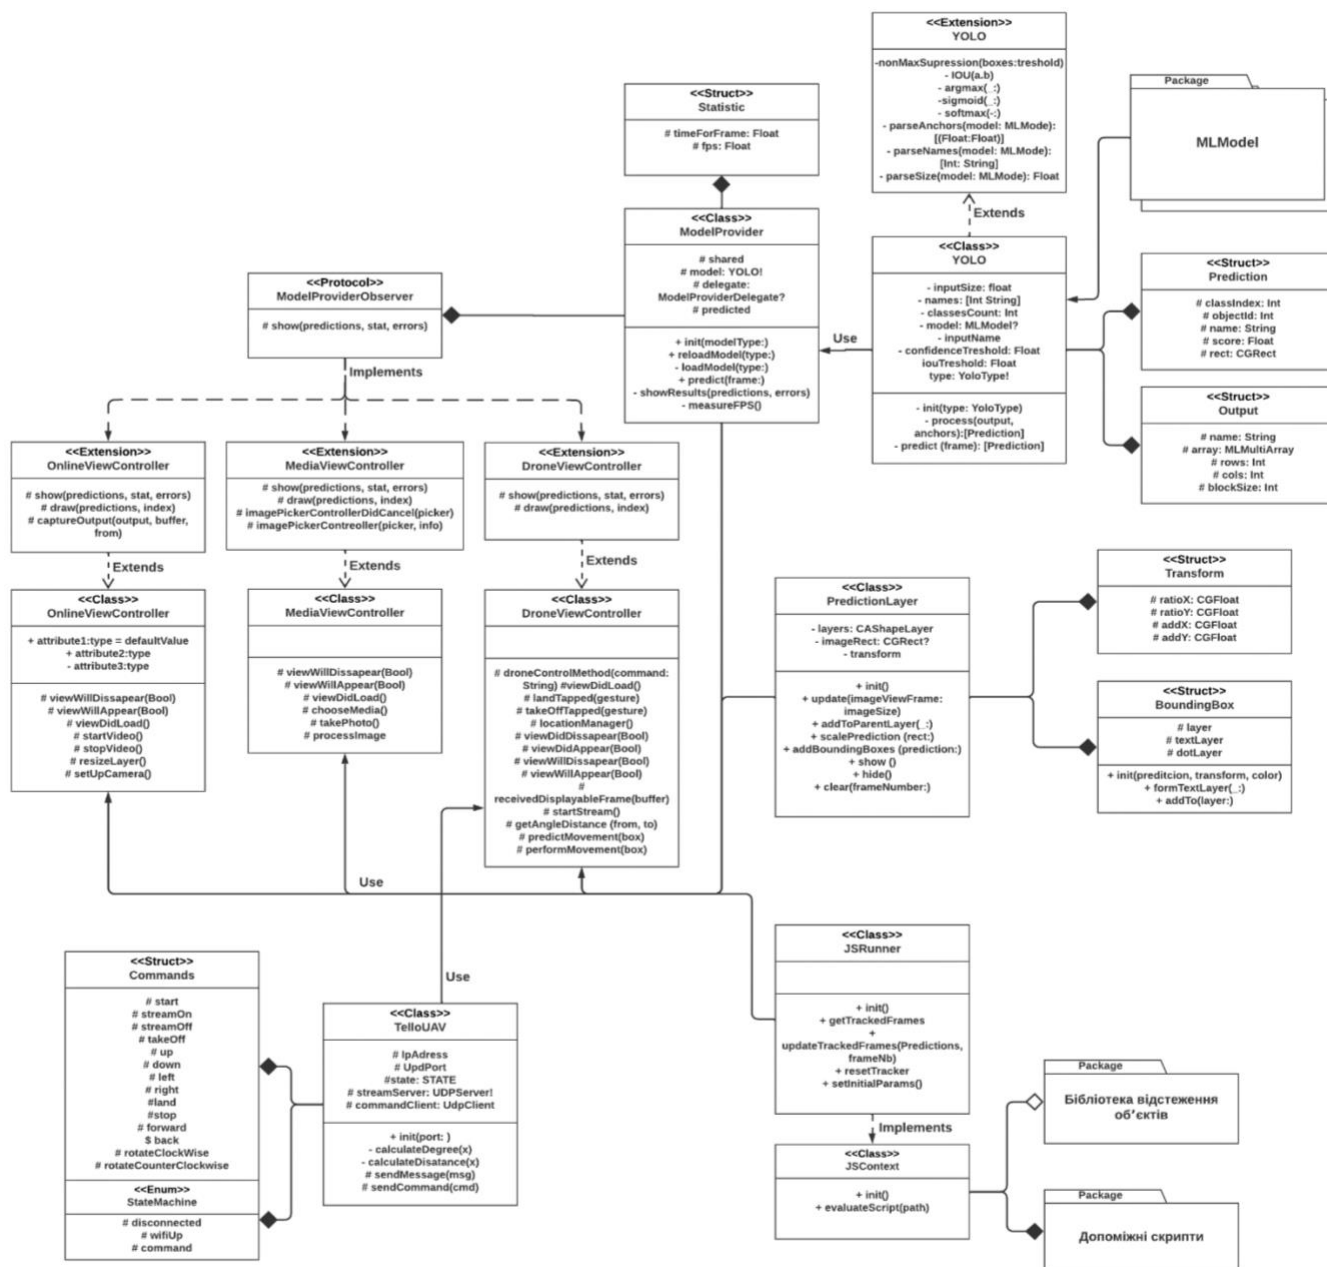 <<Extension>>
YOLO
-nonMaxSupression(boxes:treshold)
- IOU(a.b)
- argmax(_:)
-sigmoid(_:)
- softmax(-:)
- parseAnchors(model: MLMode):
[(Float:Float)]
- parseNames(model: MLMode):
[Int: String]
- parseSize(model: MLMode): Float
Package
MLModel
<<Struct>>
Statistic
# timeForFrame: Float
# fps: Float
Extends
<<Class>>
ModelProvider
# shared
# model: YOLO!
# delegate:
ModelProviderDelegate?
# predicted
+ init(modelType:)
+ reloadModel(type:)
- loadModel(type:)
+ predict(frame:)
- showResults(predictions, errors)
- measureFPS()
Use
<<Class>>
YOLO
- inputSize: float
- names: [Int String]
- classesCount: Int
- model: MLModel?
- inputName
- confidenceTreshold: Float
iouTreshold: Float
type: YoloType!
- init(type: YoloType)
- process(output,
anchors):[Prediction]
- predict (frame): [Prediction]
<<Struct>>
Prediction
# classIndex: Int
# objectId: Int
# name: String
# score: Float
# rect: CGRect
<<Struct>>
Output
# name: String
# array: MLMultiArray
# rows: Int
# cols: Int
# blockSize: Int
<<Protocol>>
ModelProviderObserver
# show(predictions, stat, errors)
Implements
<<Extension>>
OnlineViewController
# show(predictions, stat, errors)
# draw(predictions, index)
# captureOutput(output, buffer,
from)
<<Extension>>
MediaViewController
# show(predictions, stat, errors)
# draw(predictions, index)
# imagePickerControllerDidCancel(picker)
# imagePickerContreoller(picker, info)
<<Extension>>
DroneViewController
# show(predictions, stat, errors)
# draw(predictions, index)
Extends
Extends
Extends
<<Class>>
OnlineViewController
+ attribute1:type = defaultValue
+ attribute2:type
- attribute3:type
# viewWillDissapear(Bool)
# viewWillAppear(Bool)
# viewDidLoad()
# startVideo()
# stopVideo()
# resizeLayer()
# setUpCamera()
<<Class>>
MediaViewController
# viewWillDissapear(Bool)
# viewWillAppear(Bool)
# viewDidLoad()
# chooseMedia()
# takePhoto()
# processImage
<<Class>>
DroneViewController
# droneControlMethod(command:
String) #viewDidLoad()
# landTapped(gesture)
# takeOffTapped(gesture)
# locationManager()
# viewDidDissapear(Bool)
# viewDidAppear(Bool)
# viewWillDissapear(Bool)
# viewWillAppear(Bool)
#
receivedDisplayableFrame(buffer)
# startStream()
# getAngleDistance (from, to)
# predictMovement(box)
# performMovement(box)
<<Class>>
PredictionLayer
- layers: CAShapeLayer
- imageRect: CGRect?
- transform
+ init()
+ update(imageViewFrame:
imageSize)
+ addToParentLayer(_:)
+ scalePrediction (rect:)
+ addBoundingBoxes (prediction:)
+ show ()
+ hide()
+ clear(frameNumber:)
<<Struct>>
Transform
# ratioX: CGFloat
# ratioY: CGFloat
# addX: CGFloat
# addY: CGFloat
<<Struct>>
BoundingBox
# layer
# textLayer
# dotLayer
+ init(preditcion, transform, color)
+ formTextLayer(_:)
+ addTo(layer:)
Use
<<Struct>>
Commands
# start
# streamOn
# streamOff
# takeOff
# up
# down
# left
# right
#land
#stop
# forward
$ back
# rotateClockWise
# rotateCounterClockwise
<<Enum>>
StateMachine
# disconnected
# wifiUp
# command
Use
<<Class>>
TelloUAV
# IpAdress
# UpdPort
#state: STATE
# streamServer: UDPServer!
# commandClient: UdpClient
+ init(port: )
- calculateDegree(x)
- calculateDisatance(x)
# sendMessage(msg)
# sendCommand(cmd)
<<Class>>
JSRunner
+ init()
+ getTrackedFrames
+
updateTrackedFrames(Predictions,
frameNb)
+ resetTracker
+ setInitialParams()
Implements
<<Class>>
JSContext
+ init()
+ evaluateScript(path)
Package
Бібліотека відстеження
об'єктів
Package
Допоміжні скрипти